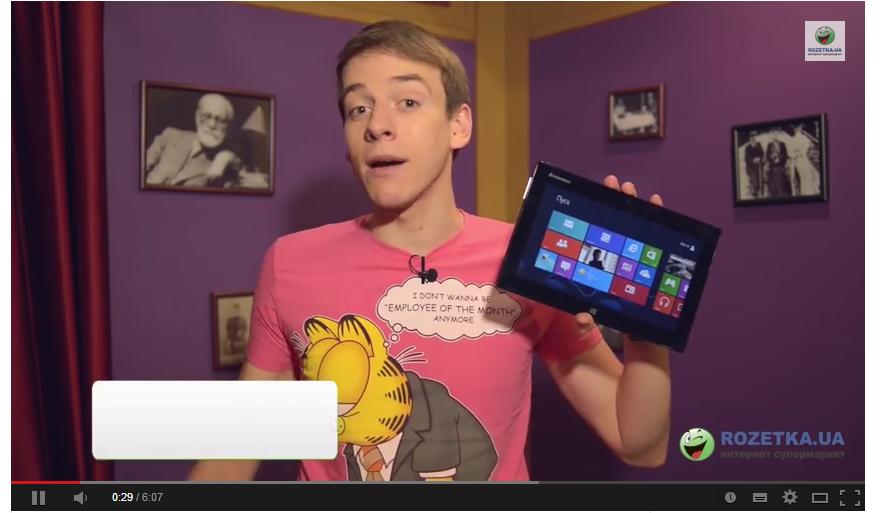 ROZETKA.UA
интернет супермаркет
Lenovo
Пуск
I DON'T WANNA BE
"EMPLOYEE OF THE MONTH"
ANYMORE
ROZETKA.UA
интернет супермаркет
0:29 / 6:07